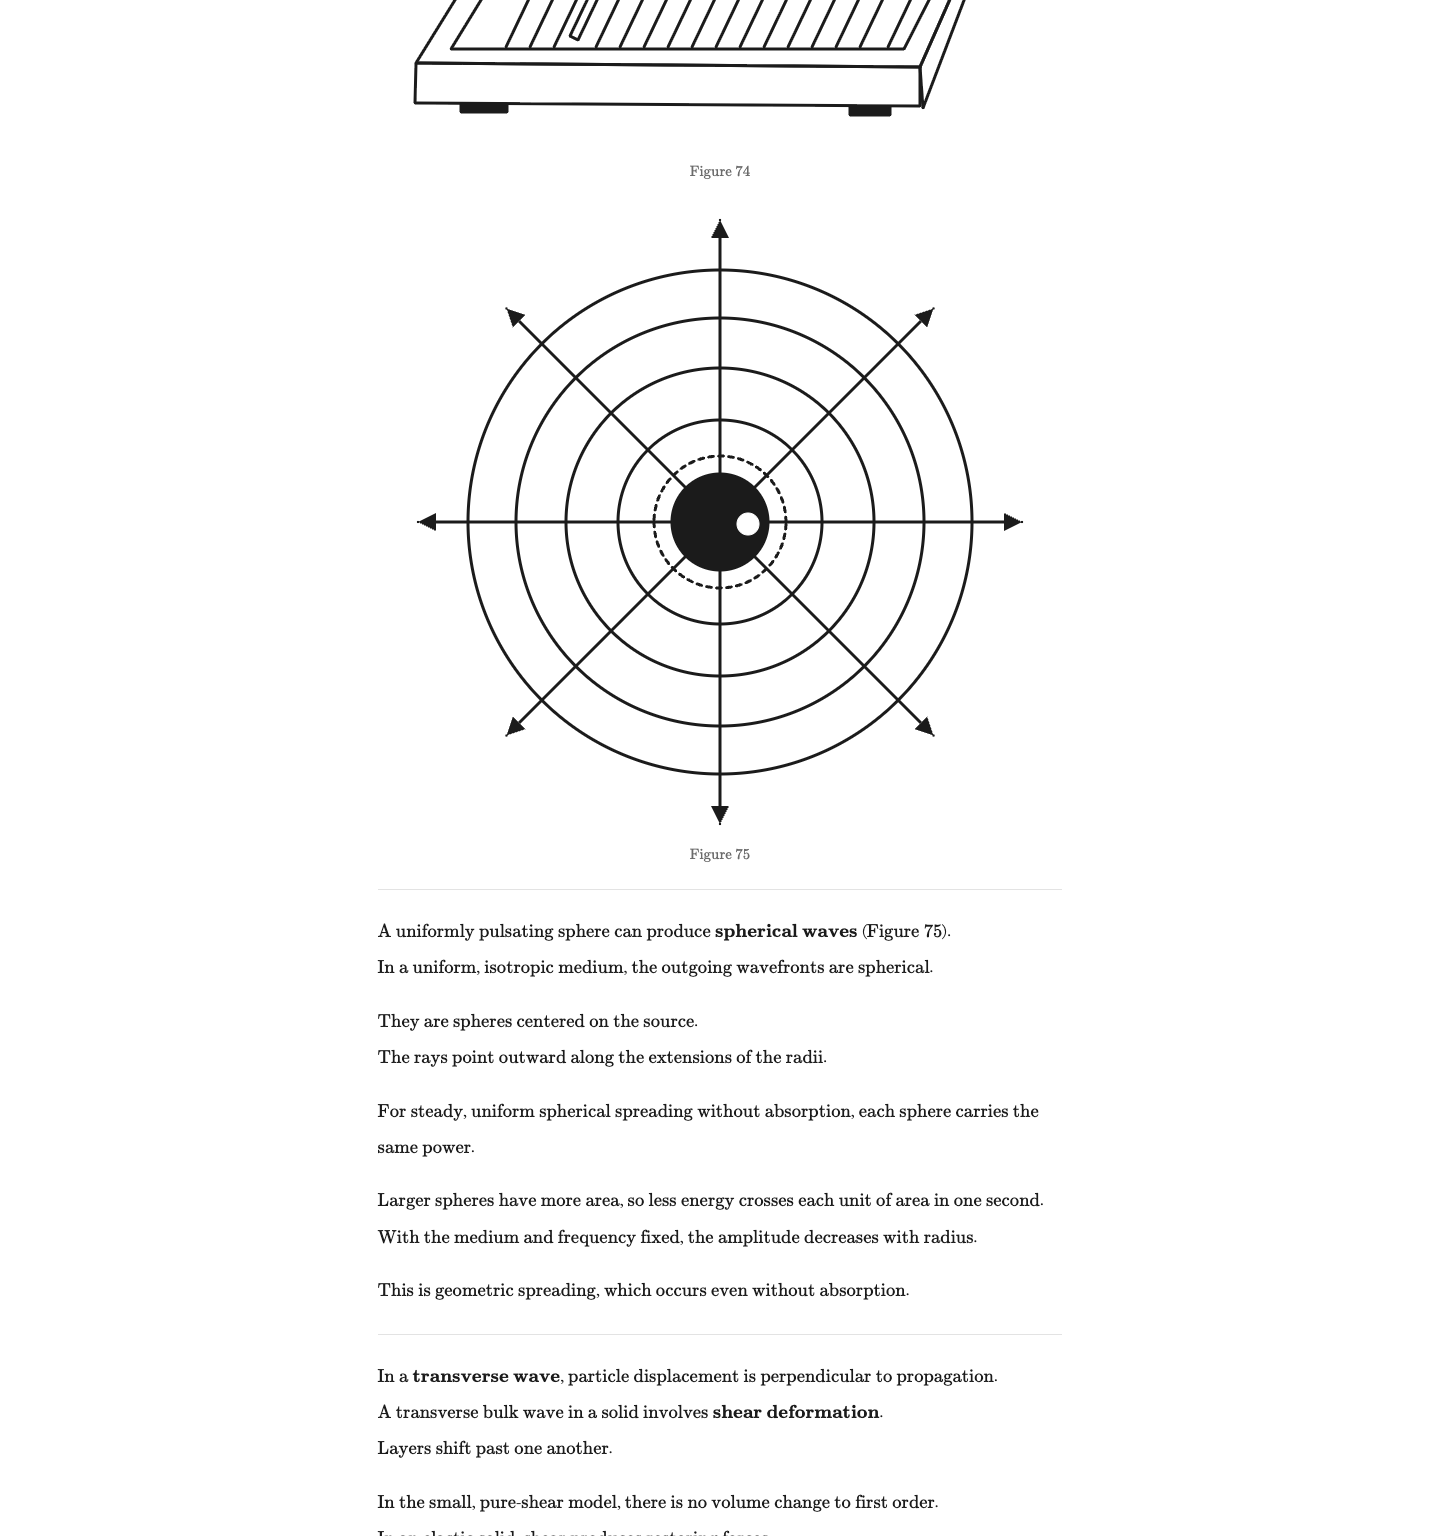 Figure 74
Figure 75
A uniformly pulsating sphere can produce spherical waves (Figure 75).
In a uniform, isotropic medium, the outgoing wavefronts are spherical.
They are spheres centered on the source.
The rays point outward along the extensions of the radii.
For steady, uniform spherical spreading without absorption, each sphere carries the
same power.
Larger spheres have more area, so less energy crosses each unit of area in one second.
With the medium and frequency fixed, the amplitude decreases with radius.
This is geometric spreading, which occurs even without absorption.
In a transverse wave, particle displacement is perpendicular to propagation.
A transverse bulk wave in a solid involves shear deformation.
Layers shift past one another.
In the small, pure-shear model, there is no volume change to first order.